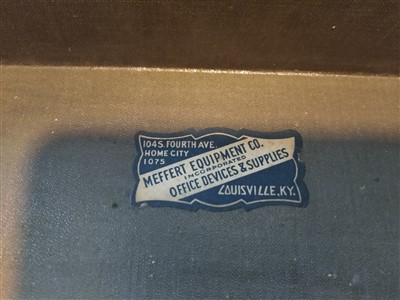 104 S. FOURTH AVE.
HOME CITY
1075
MEFFERT EQUIPMENT CO.
INCORPORATED
OFFICE DEVICES & SUPPLIES
LOUISVILLE, KY.